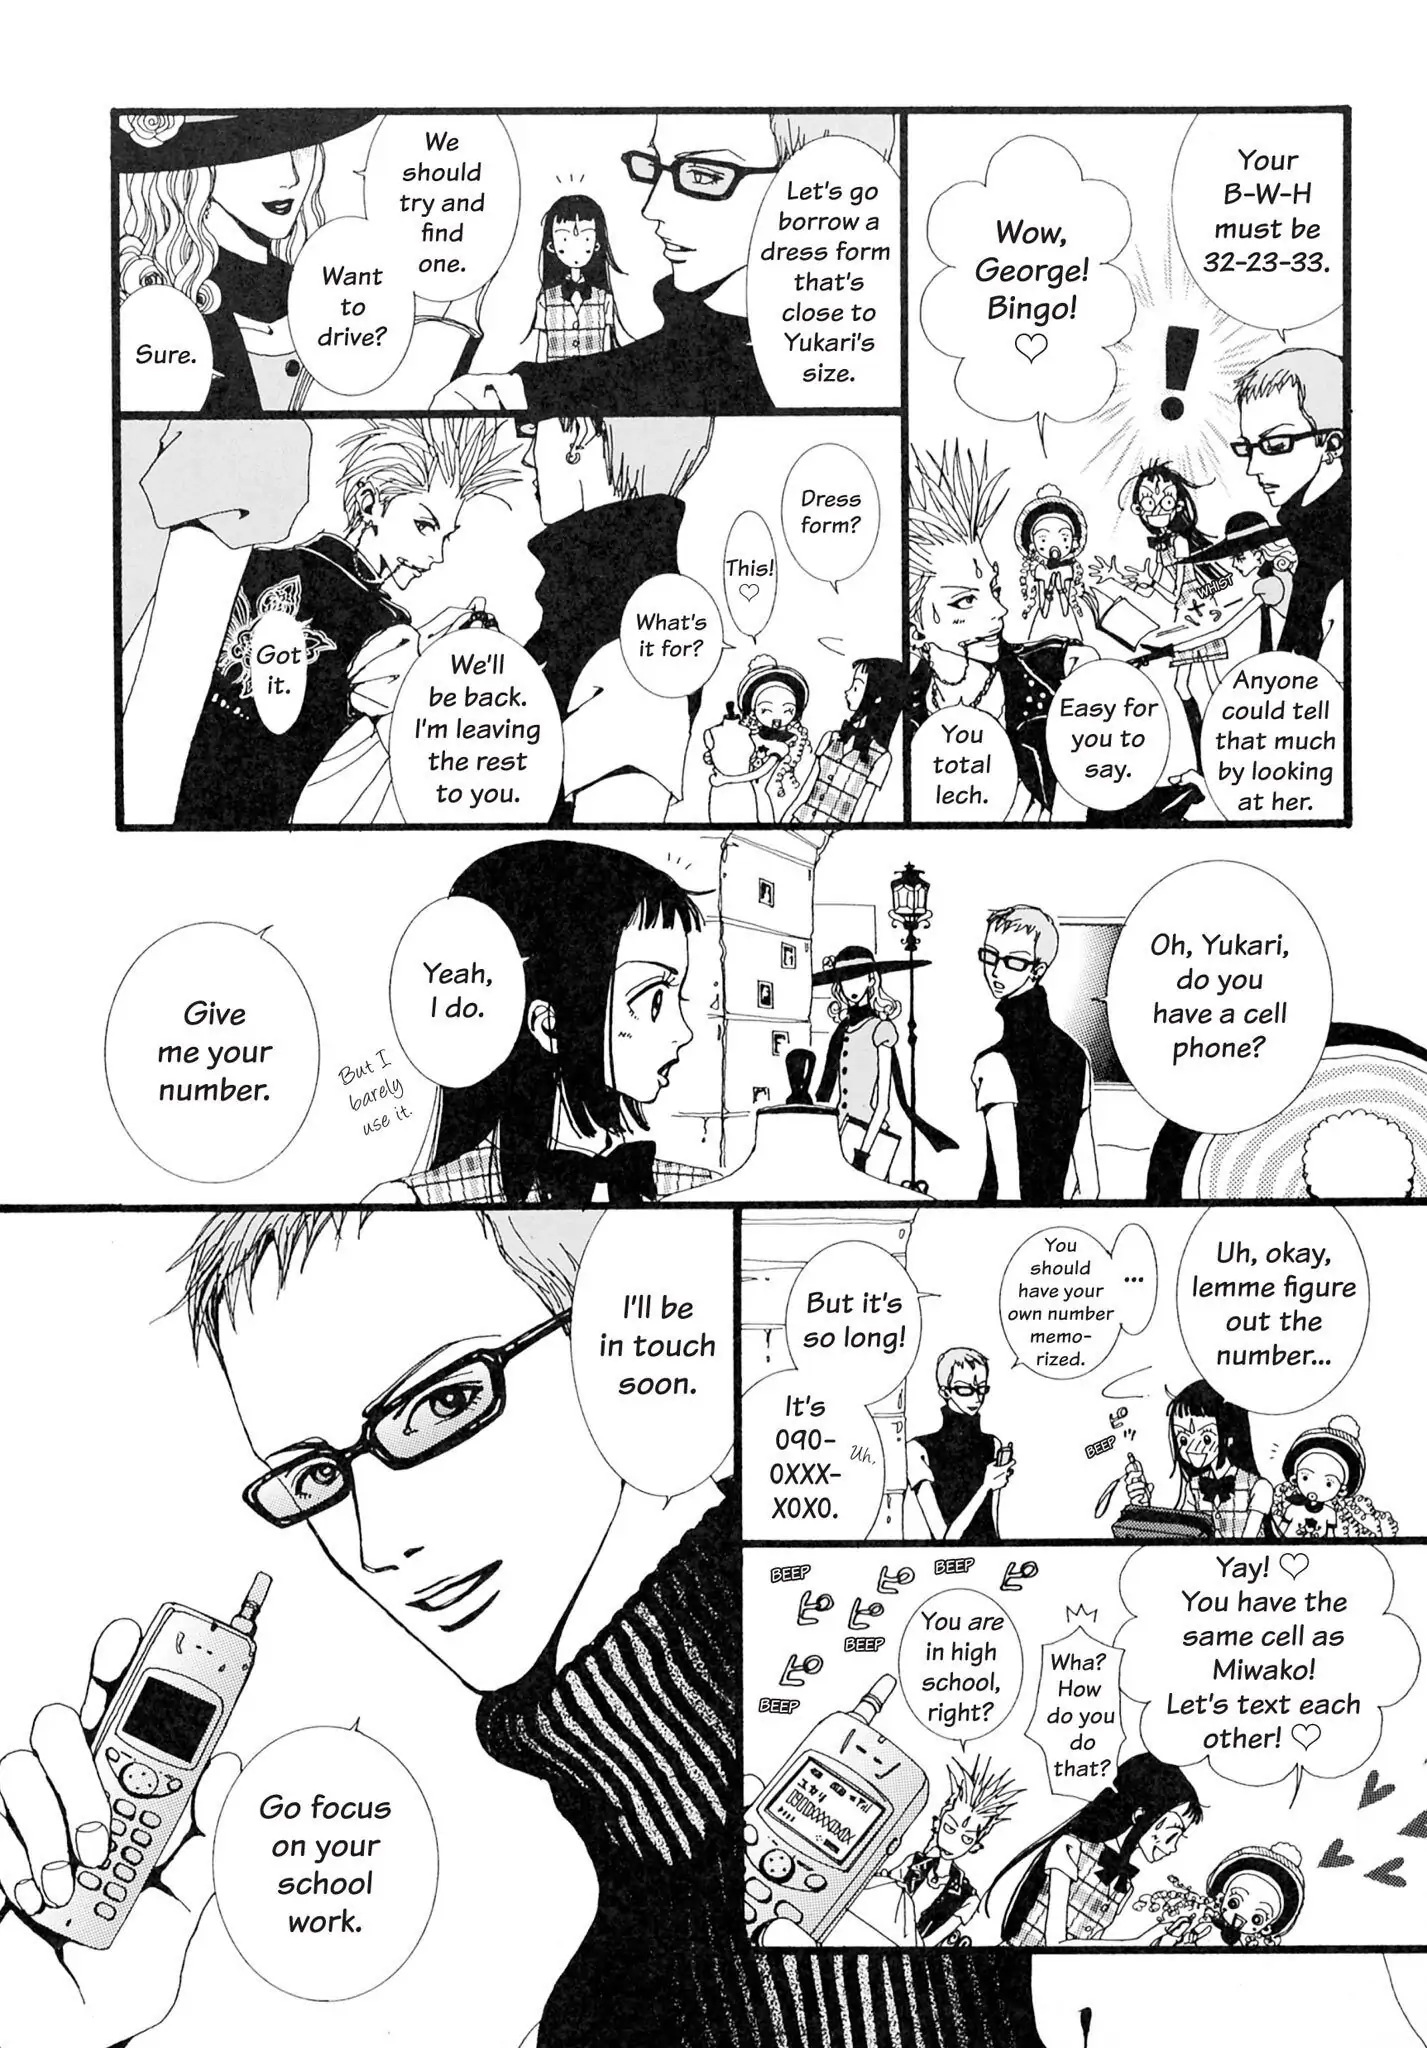 Your
B-W-H
must be
32-23-33.
Wow,
George!
Bingo!
♡
!
WHIST
Anyone
could tell
that much
by looking
at her.
Easy for
you to
say.
You
total
lech.
Let's go
borrow a
dress form
that's
close to
Yukari's
size.
We
should
try and
find
one.
Want
to
drive?
Sure.
Dress
form?
This!
♡
What's
it for?
We'll
be back.
I'm leaving
the rest
to you.
Got
it.
Oh, Yukari,
do you
have a cell
phone?
Yeah,
I do.
But I
barely
use it.
Give
me your
number.
Uh, okay,
lemme figure
out the
number...
BEEP
...
You
should
have your
own number
memo-
rized.
But it's
so long!
Uh,
It's
090-
0XXX-
X0X0.
Yay! ♡
You have the
same cell as
Miwako!
Let's text each
other! ♡
Wha?
How
do you
do that?
You are
in high
school,
right?
BEEP
BEEP
BEEP
BEEP
ユカリ
I'll be
in touch
soon.
Go focus
on your
school
work.